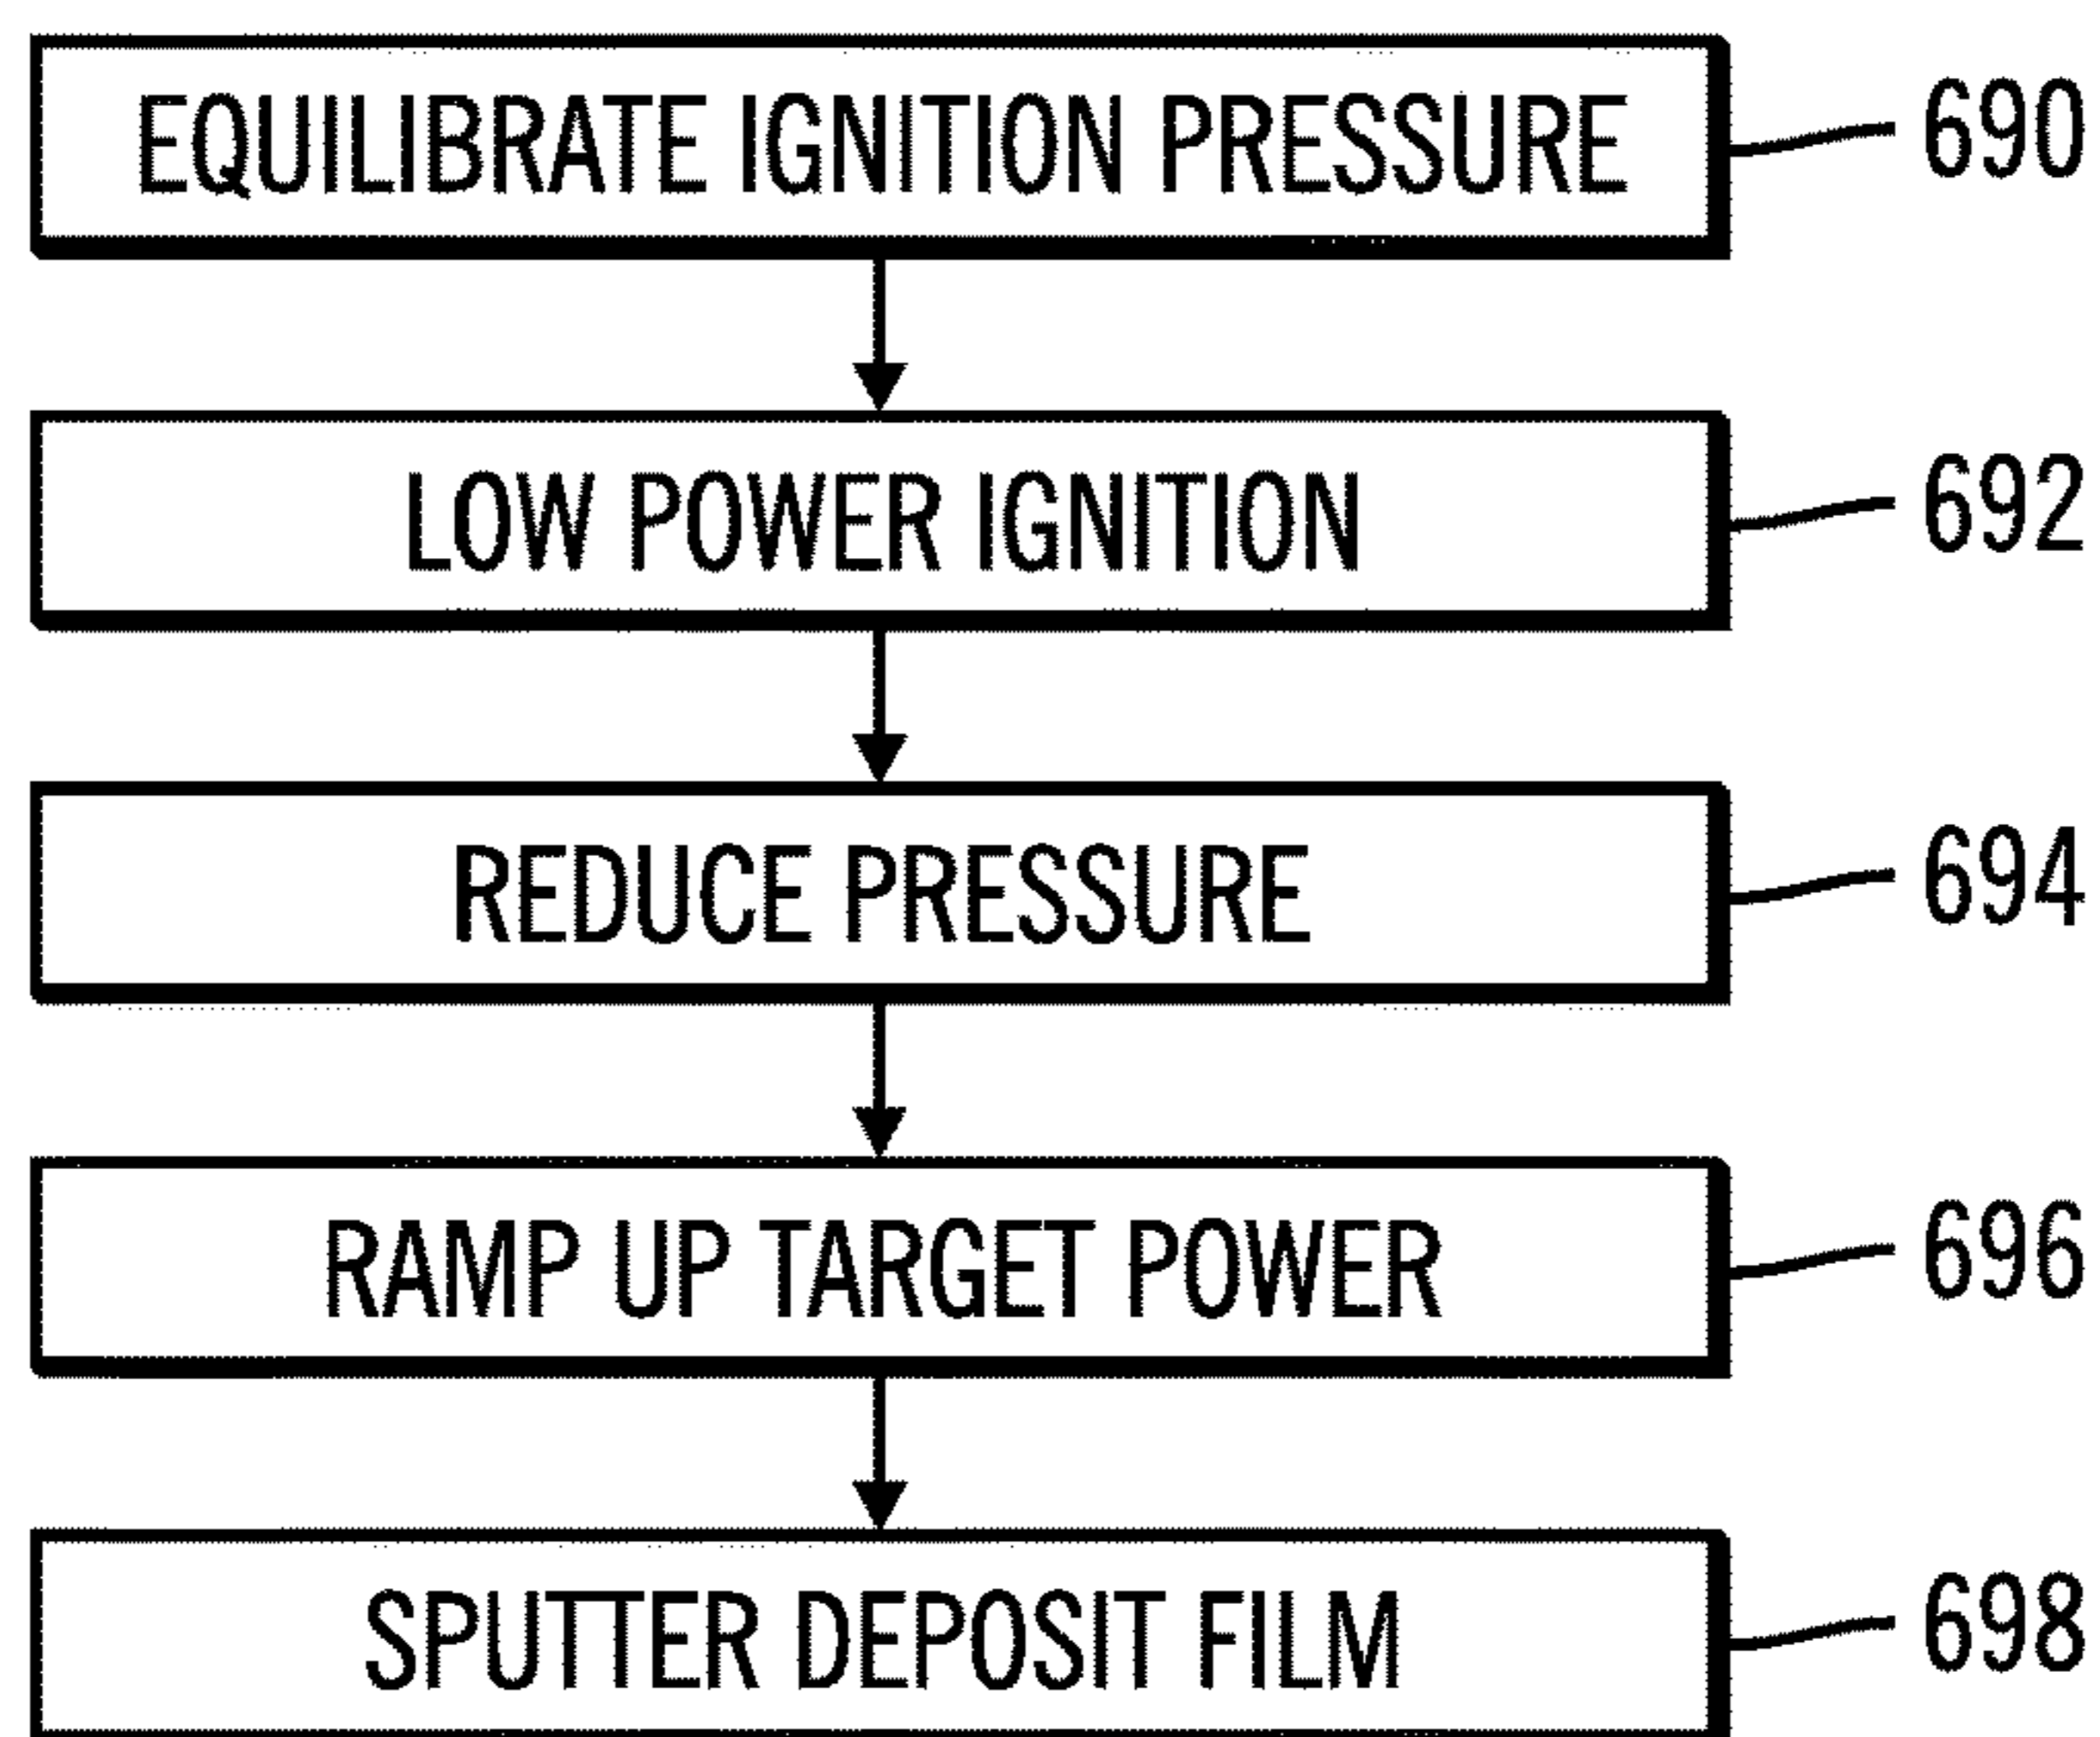 EQUILIBRATE IGNITION PRESSURE 690
LOW POWER IGNITION 692
REDUCE PRESSURE 694
RAMP UP TARGET POWER 696
SPUTTER DEPOSIT FILM 698